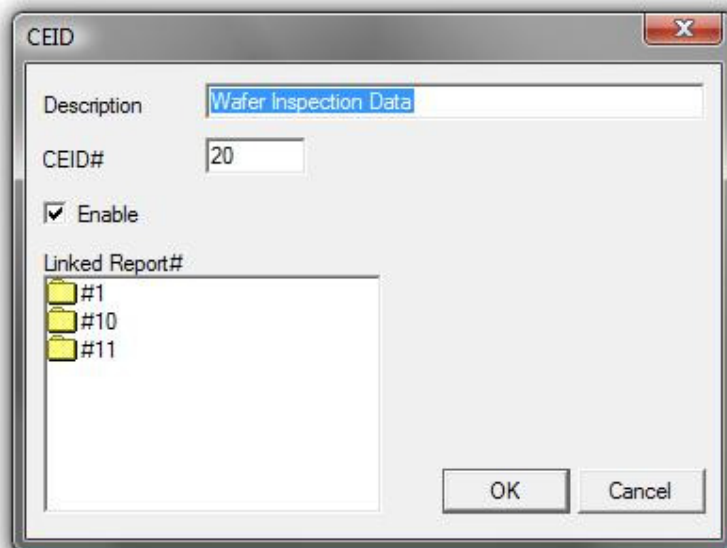 CEID
Description Wafer Inspection Data
CEID# 20
Enable
Linked Report#
#1
#10
#11
OK Cancel